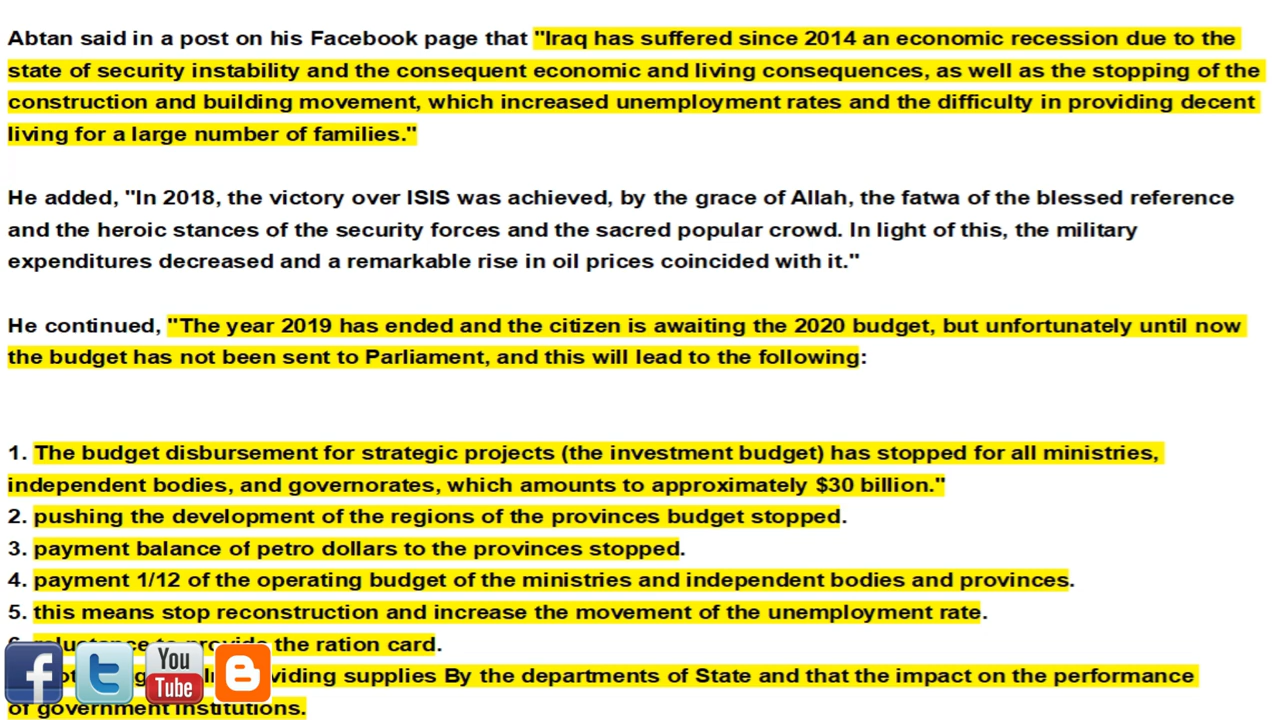 Abtan said in a post on his Facebook page that "Iraq has suffered since 2014 an economic recession due to the
state of security instability and the consequent economic and living consequences, as well as the stopping of the
construction and building movement, which increased unemployment rates and the difficulty in providing decent
living for a large number of families."
He added, "In 2018, the victory over ISIS was achieved, by the grace of Allah, the fatwa of the blessed reference
and the heroic stances of the security forces and the sacred popular crowd. In light of this, the military
expenditures decreased and a remarkable rise in oil prices coincided with it."
He continued, "The year 2019 has ended and the citizen is awaiting the 2020 budget, but unfortunately until now
the budget has not been sent to Parliament, and this will lead to the following:
1. The budget disbursement for strategic projects (the investment budget) has stopped for all ministries,
independent bodies, and governorates, which amounts to approximately $30 billion."
2. pushing the development of the regions of the provinces budget stopped.
3. payment balance of petro dollars to the provinces stopped.
4. payment 1/12 of the operating budget of the ministries and independent bodies and provinces.
5. this means stop reconstruction and increase the movement of the unemployment rate.
6. reluctance to provide the ration card.
supplies By the departments of State and that the impact on the performance
of government institutions.
You
Tube